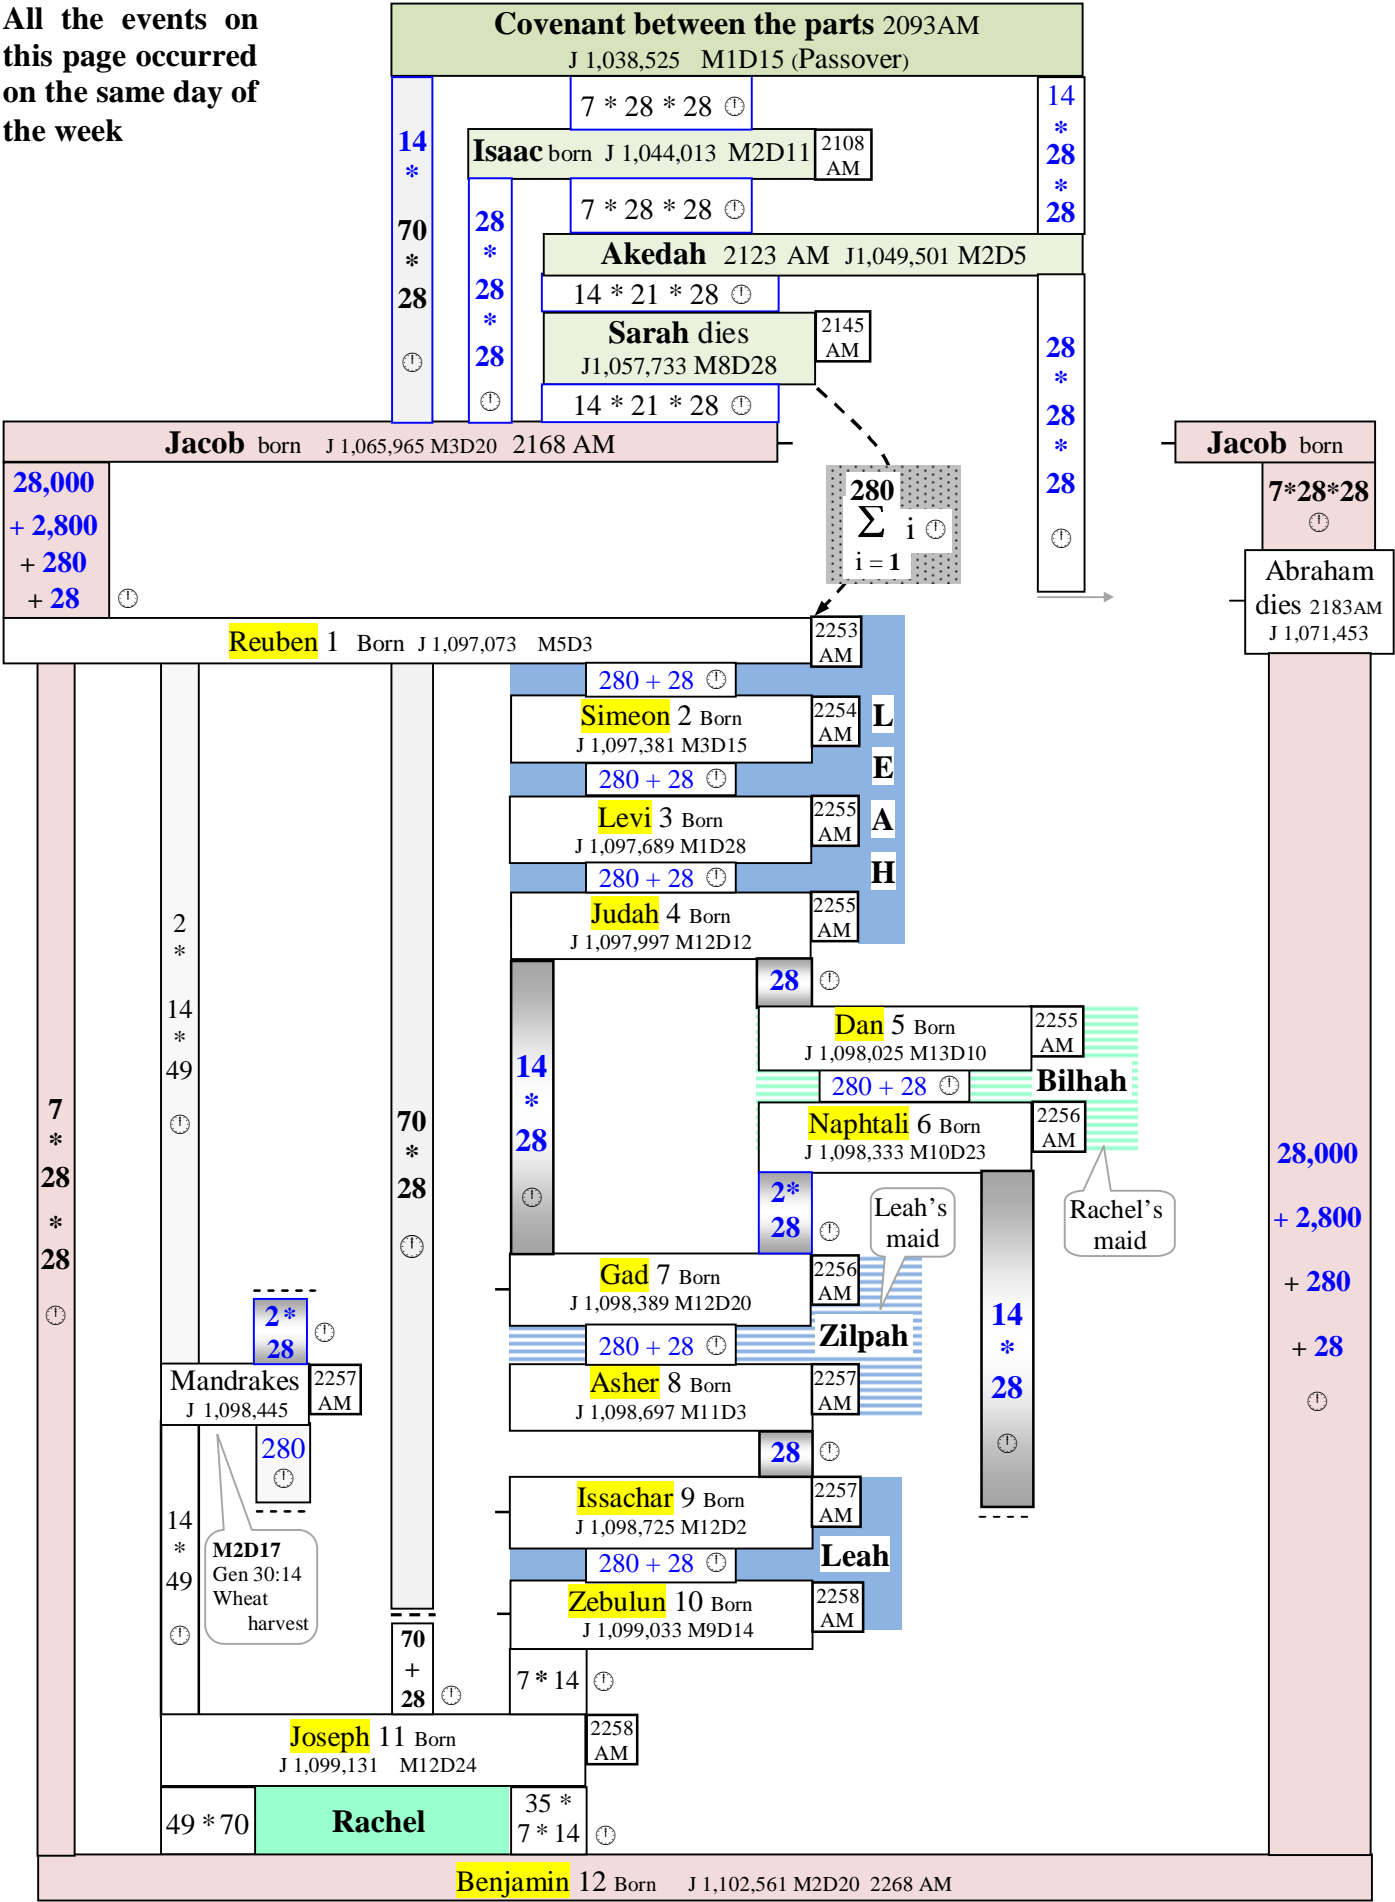 All the events on
this page occurred
on the same day of
the week
Covenant between the parts 2093AM
J 1,038,525 M1D15 (Passover)
14
*
70
*
28
7 * 28 * 28
14
*
28
*
28
Isaac born J 1,044,013 M2D11
2108
AM
28
*
28
*
28
7 * 28 * 28
Akedah 2123 AM J1,049,501 M2D5
14 * 21 * 28
Sarah dies
J1,057,733 M8D28
2145
AM
28
*
28
*
28
14 * 21 * 28
Jacob born J 1,065,965 M3D20 2168 AM
Jacob born
28,000
+ 2,800
+ 280
+ 28
280
Σ i
i = 1
7*28*28
Abraham
dies 2183AM
J 1,071,453
Reuben 1 Born J 1,097,073 M5D3
2253
AM
280 + 28
Simeon 2 Born
J 1,097,381 M3D15
2254
AM
280 + 28
Levi 3 Born
J 1,097,689 M1D28
2255
AM
280 + 28
Judah 4 Born
J 1,097,997 M12D12
2255
AM
L
E
A
H
28
Dan 5 Born
J 1,098,025 M13D10
2255
AM
280 + 28
Bilhah
Naphtali 6 Born
J 1,098,333 M10D23
2256
AM
Rachel's
maid
14
*
28
2*
28
Leah's
maid
Gad 7 Born
J 1,098,389 M12D20
2256
AM
280 + 28
Zilpah
Asher 8 Born
J 1,098,697 M11D3
2257
AM
14
*
28
28
Issachar 9 Born
J 1,098,725 M12D2
2257
AM
280 + 28
Leah
Zebulun 10 Born
J 1,099,033 M9D14
2258
AM
7
*
28
*
28
2
*
14
*
49
70
*
28
2*
28
Mandrakes
J 1,098,445
2257
AM
280
M2D17
Gen 30:14
Wheat
harvest
14
*
49
70
+
28
7 * 14
28,000
+ 2,800
+ 280
+ 28
Joseph 11 Born
J 1,099,131 M12D24
2258
AM
49 * 70
Rachel
35 *
7 * 14
Benjamin 12 Born J 1,102,561 M2D20 2268 AM